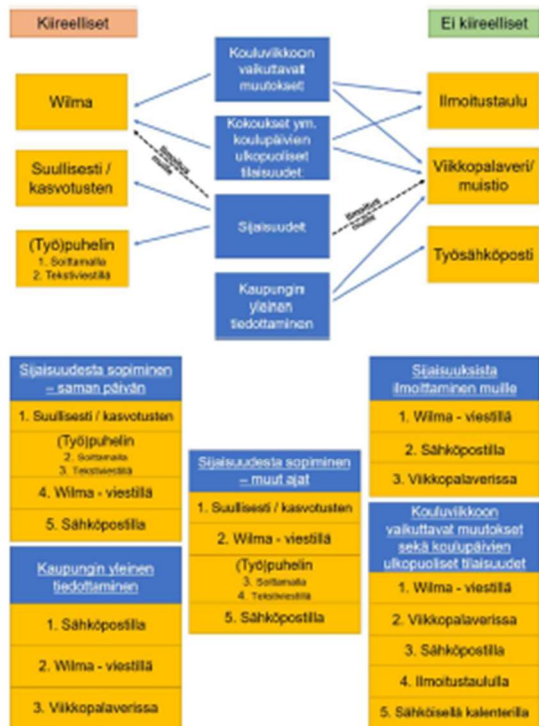 Kiireelliset
Ei kiireelliset
Wilma
Suullisesti /
kasvotusten
(Työ)puhelin
1. Soittamalla
2. Tekstiviestillä
Kouluviikkoon
vaikuttavat
muutokset
Kokoukset ym.
koulupäivien
ulkopuoliset
tilaisuudet
Sijaisuudet
Kaupungin
yleinen
tiedottaminen
Ilmoitus
muille
Ilmoitus
muille
Ilmoitustaulu
Viikkopalaveri/
muistio
Työsähköposti
Sijaisuudesta sopiminen
– saman päivän
1. Suullisesti / kasvotusten
(Työ)puhelin
2. Soittamalla
3. Tekstiviestillä
4. Wilma - viestillä
5. Sähköpostilla
Kaupungin yleinen
tiedottaminen
1. Sähköpostilla
2. Wilma - viestillä
3. Viikkopalaverissa
Sijaisuudesta sopiminen
– muut ajat
1. Suullisesti / kasvotusten
2. Wilma - viestillä
(Työ)puhelin
3. Soittamalla
4. Tekstiviestillä
5. Sähköpostilla
Sijaisuuksista
ilmoittaminen muille
1. Wilma - viestillä
2. Sähköpostilla
3. Viikkopalaverissa
Kouluviikkoon
vaikuttavat muutokset
sekä koulupäivien
ulkopuoliset tilaisuudet
1. Wilma - viestillä
2. Viikkopalaverissa
3. Sähköpostilla
4. Ilmoitustaululla
5. Sähköisellä kalenterilla